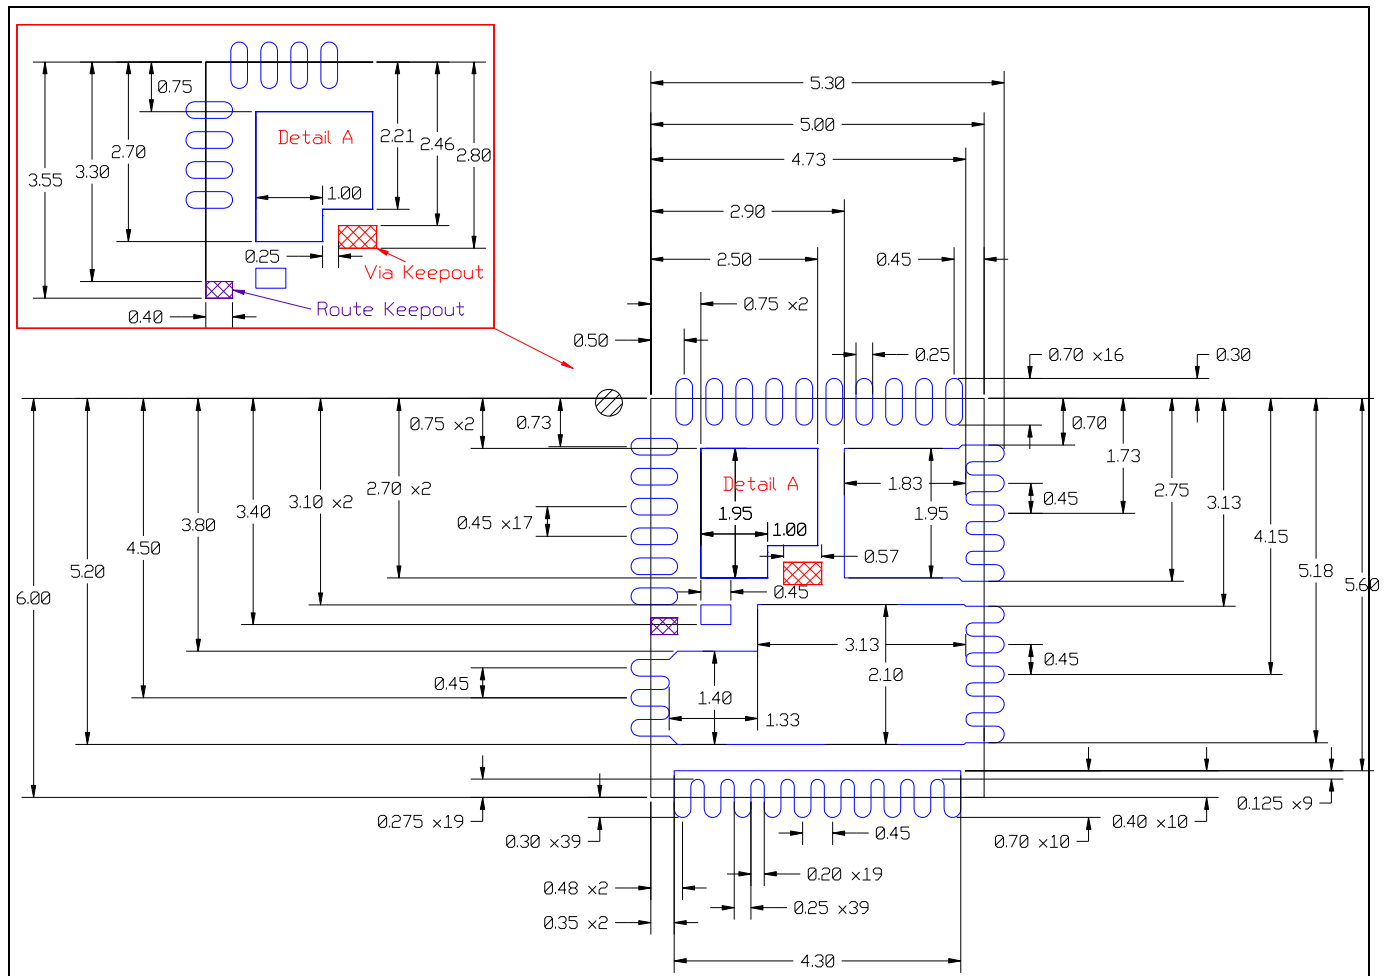 5.30
0.75
Detail A
2.21
2.46
2.80
5.00
2.70
3.30
3.55
1.00
4.73
2.90
0.25
Via Keepout
2.50
0.45
Route Keepout
0.40
0.75 x2
0.50
0.25
0.70 x16
0.30
0.75 x2
0.73
0.70
1.73
2.70 x2
Detail A
1.83
2.75
3.10 x2
3.13
3.40
0.45 x17
1.95
1.00
1.95
0.45
3.80
4.15
4.50
0.57
5.20
5.18
5.60
6.00
0.45
3.13
0.45
2.10
0.45
1.40
1.33
0.275 x19
0.125 x9
0.30 x39
0.45
0.40 x10
0.70 x10
0.20 x19
0.48 x2
0.25 x39
0.35 x2
4.30